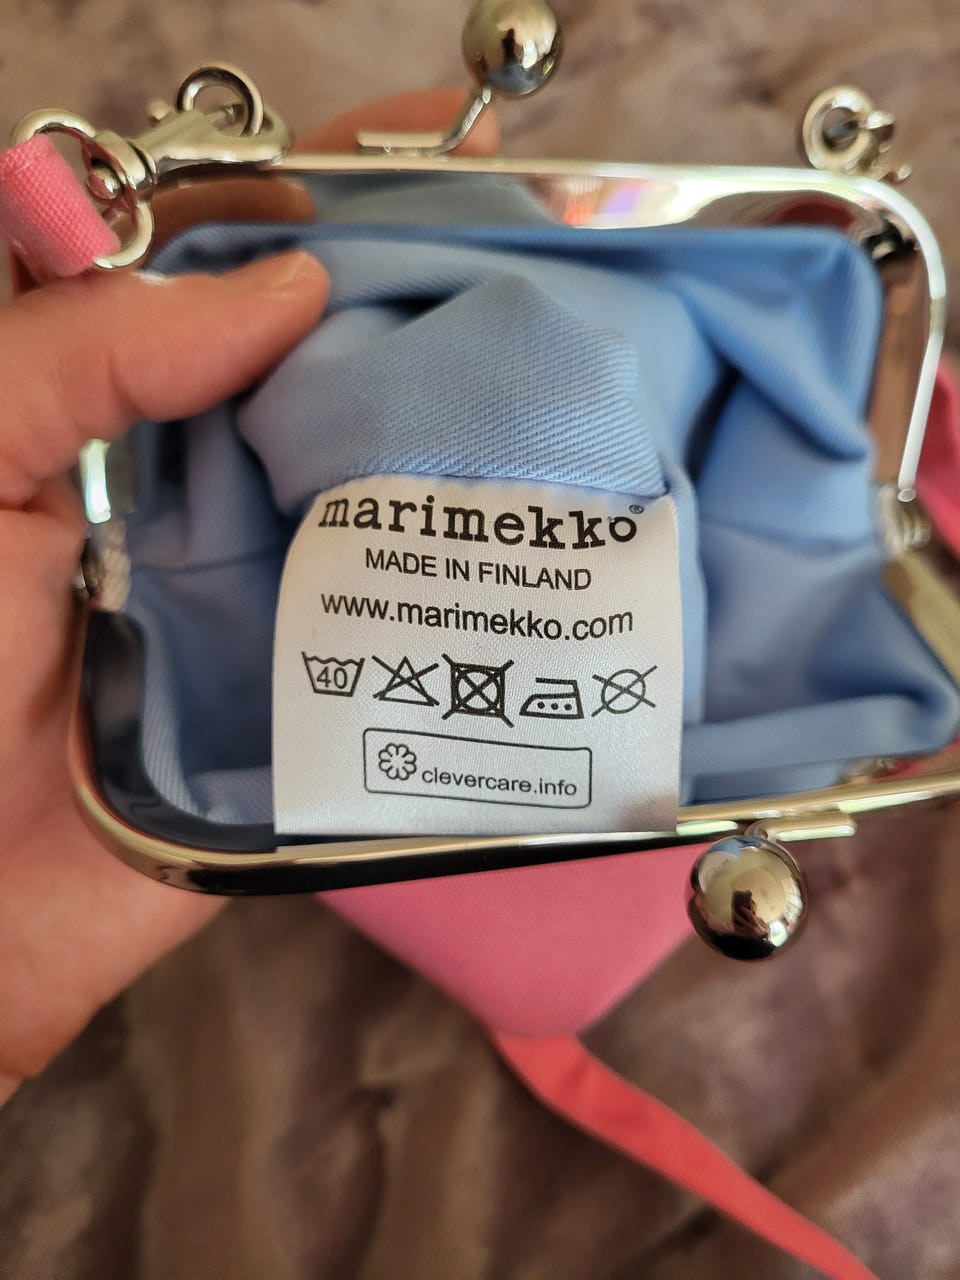 marimekko®
MADE IN FINLAND
www.marimekko.com
40
clevercare.info